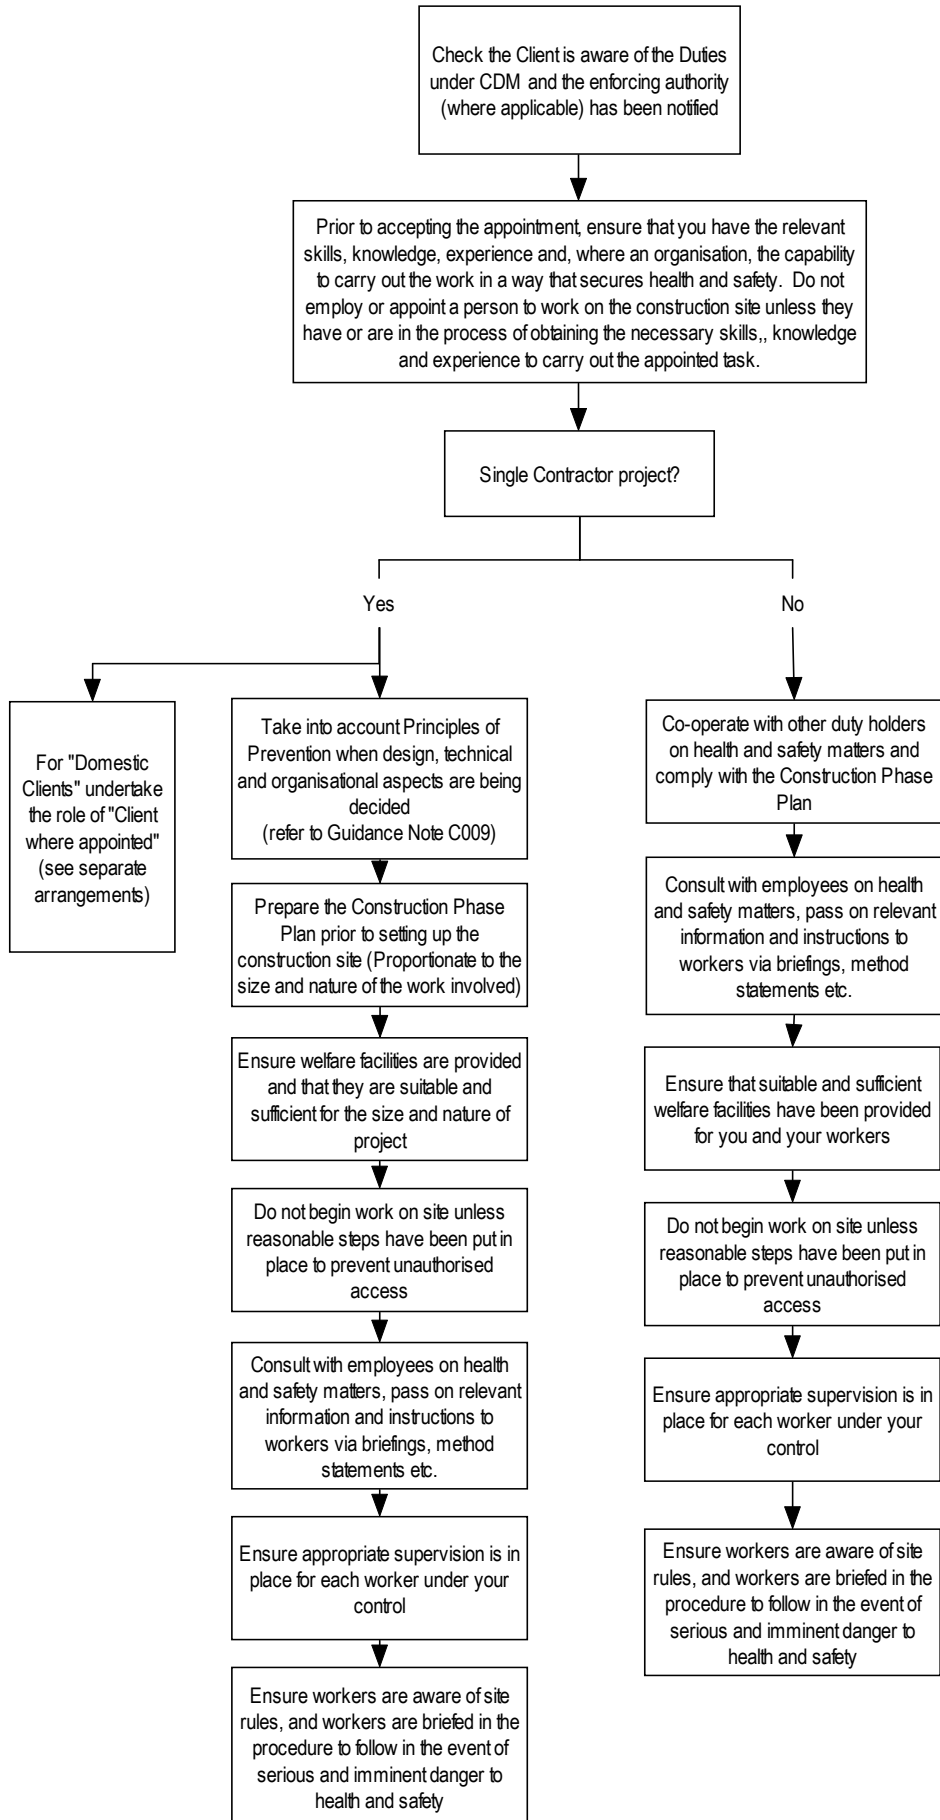 Check the Client is aware of the Duties
under CDM and the enforcing authority
(where applicable) has been notified
Prior to accepting the appointment, ensure that you have the relevant
skills, knowledge, experience and, where an organisation, the capability
to carry out the work in a way that secures health and safety. Do not
employ or appoint a person to work on the construction site unless they
have or are in the process of obtaining the necessary skills,, knowledge
and experience to carry out the appointed task.
Single Contractor project?
Yes
No
For "Domestic
Clients" undertake
the role of "Client
where appointed"
(see separate
arrangements)
Take into account Principles of
Prevention when design, technical
and organisational aspects are being
decided
(refer to Guidance Note C009)
Prepare the Construction Phase
Plan prior to setting up the
construction site (Proportionate to the
size and nature of the work involved)
Ensure welfare facilities are provided
and that they are suitable and
sufficient for the size and nature of
project
Do not begin work on site unless
reasonable steps have been put in
place to prevent unauthorised
access
Consult with employees on health
and safety matters, pass on relevant
information and instructions to
workers via briefings, method
statements etc.
Ensure appropriate supervision is in
place for each worker under your
control
Ensure workers are aware of site
rules, and workers are briefed in the
procedure to follow in the event of
serious and imminent danger to
health and safety
Co-operate with other duty holders
on health and safety matters and
comply with the Construction Phase
Plan
Consult with employees on health
and safety matters, pass on relevant
information and instructions to
workers via briefings, method
statements etc.
Ensure that suitable and sufficient
welfare facilities have been provided
for you and your workers
Do not begin work on site unless
reasonable steps have been put in
place to prevent unauthorised
access
Ensure appropriate supervision is in
place for each worker under your
control
Ensure workers are aware of site
rules, and workers are briefed in the
procedure to follow in the event of
serious and imminent danger to
health and safety